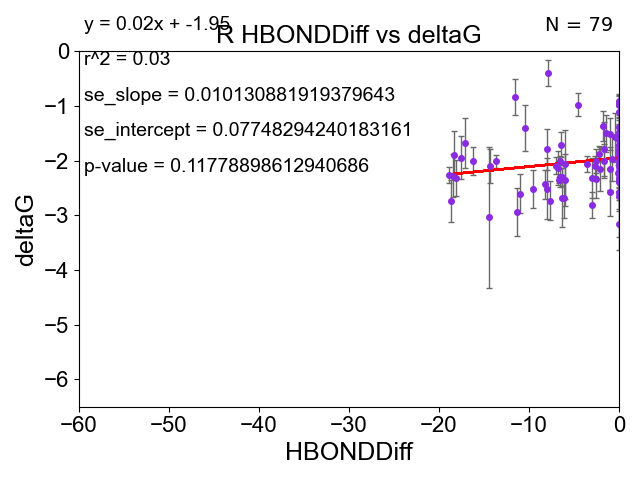 y = 0.02x + -1.95
N = 79
R HBONDDiff vs deltaG
r^2 = 0.03
se_slope = 0.010130881919379643
se_intercept = 0.07748294240183161
p-value = 0.11778898612940686
0
−1
−2
−3
−4
−5
−6
deltaG
−60 −50 −40 −30 −20 −10 0
HBONDDiff